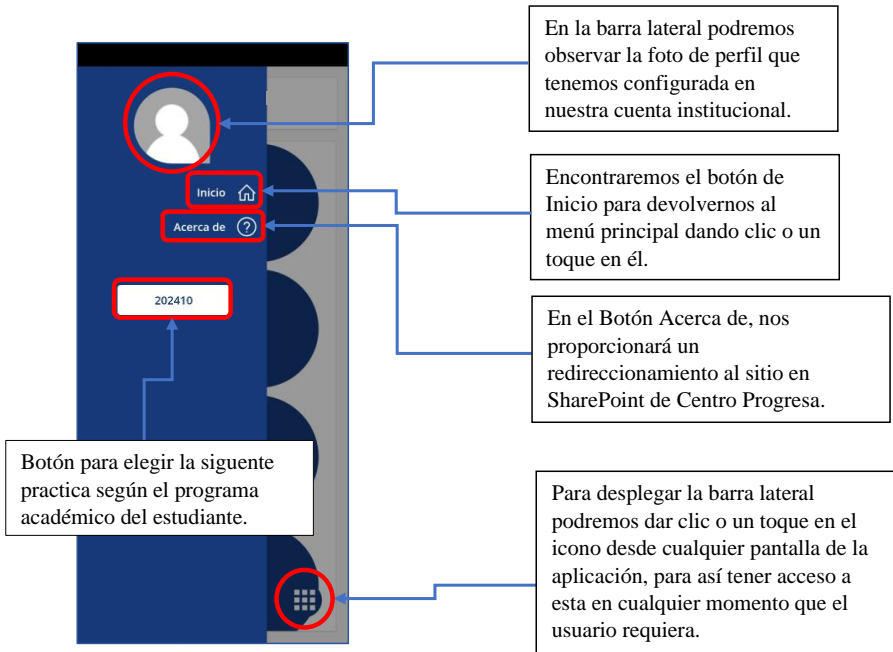 En la barra lateral podremos
observar la foto de perfil que
tenemos configurada en
nuestra cuenta institucional.
Inicio
Encontraremos el botón de
Inicio para devolvernos al
menú principal dando clic o un
toque en él.
Acerca de
?
202410
En el Botón Acerca de, nos
proporcionará un
redireccionamiento al sitio en
SharePoint de Centro Progresa.
Botón para elegir la siguente
practica según el programa
académico del estudiante.
Para desplegar la barra lateral
podremos dar clic o un toque en el
icono desde cualquier pantalla de la
aplicación, para así tener acceso a
esta en cualquier momento que el
usuario requiera.